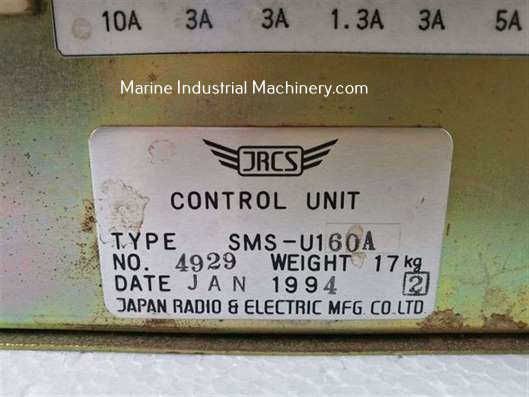 10A 3A 3A 1.3A 3A 5A
Marine Industrial Machinery.com
JRCS
CONTROL UNIT
TYPE SMS-U160A
NO. 4929 WEIGHT 17kg
DATE JAN 1994 2
JAPAN RADIO & ELECTRIC MFG. CO. LTD